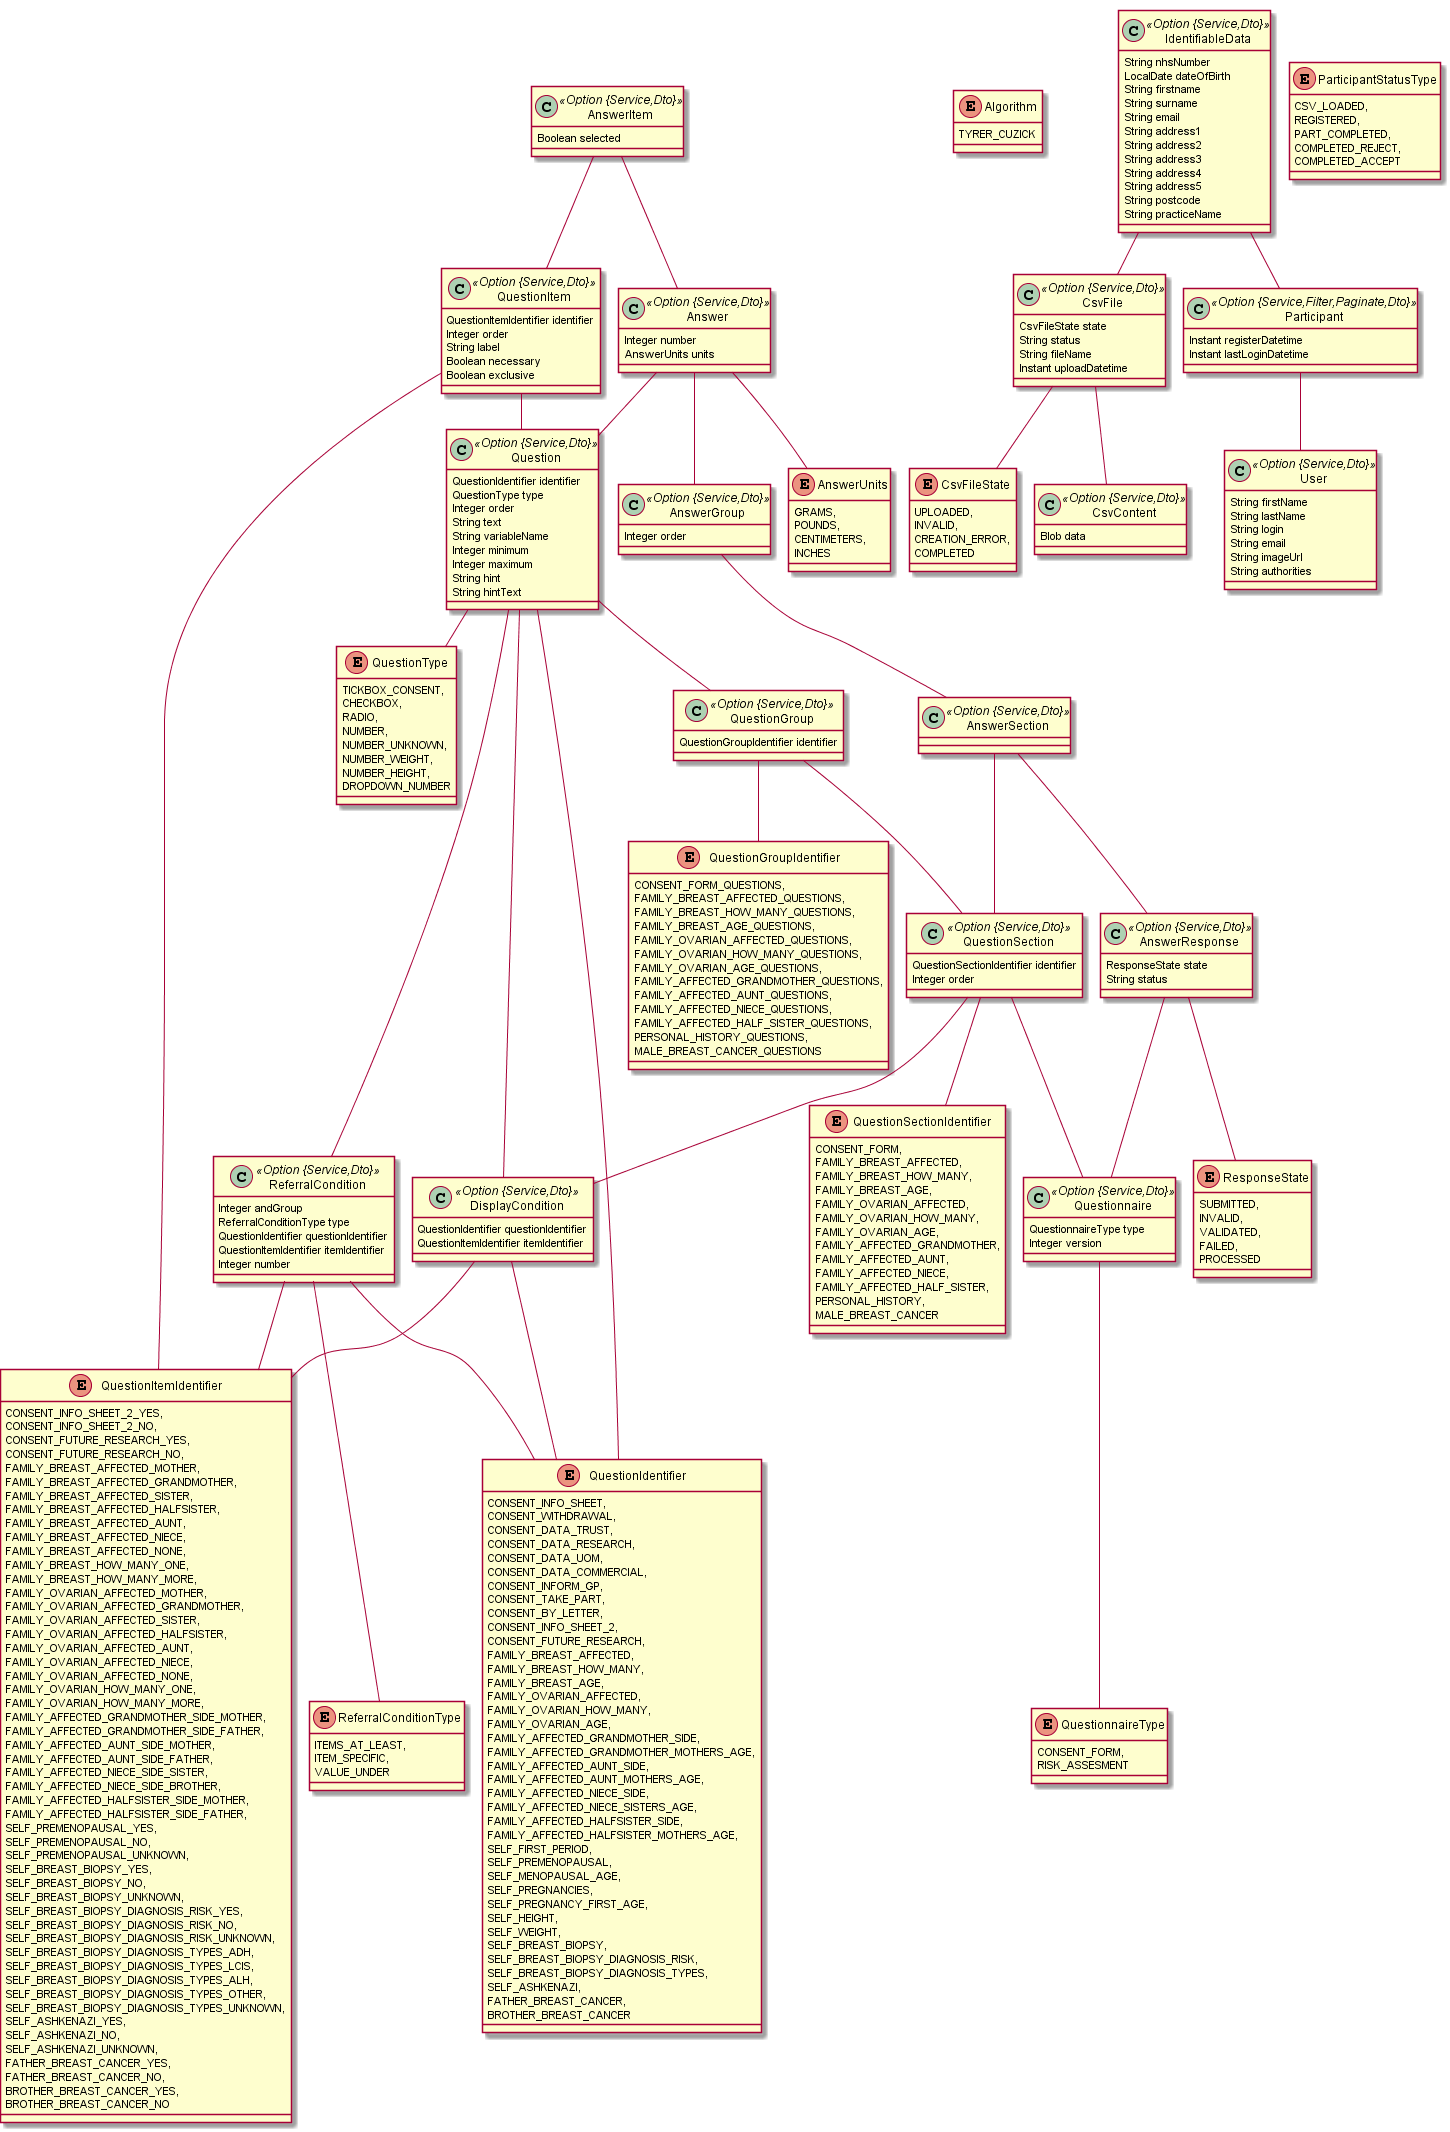 C
«Option {Service,Dto}»
IdentifiableData
String nhsNumber
LocalDate dateOfBirth
String firstname
String surname
String email
String address1
String address2
String address3
String address4
String address5
String postcode
String practiceName
E
ParticipantStatusType
CSV_LOADED,
REGISTERED,
PART_COMPLETED,
COMPLETED_REJECT,
COMPLETED_ACCEPT
C
«Option {Service,Dto}»
AnswerItem
Boolean selected
E
Algorithm
TYRER_CUZICK
C
«Option {Service,Dto}»
QuestionItem
QuestionItemIdentifier identifier
Integer order
String label
Boolean necessary
Boolean exclusive
C
«Option {Service,Dto}»
Answer
Integer number
AnswerUnits units
C
«Option {Service,Dto}»
CsvFile
CsvFileState state
String status
String fileName
Instant uploadDatetime
C
«Option {Service,Filter,Paginate,Dto}»
Participant
Instant registerDatetime
Instant lastLoginDatetime
C
«Option {Service,Dto}»
Question
QuestionIdentifier identifier
QuestionType type
Integer order
String text
String variableName
Integer minimum
Integer maximum
String hint
String hintText
C
«Option {Service,Dto}»
AnswerGroup
Integer order
E
AnswerUnits
GRAMS,
POUNDS,
CENTIMETERS,
INCHES
E
CsvFileState
UPLOADED,
INVALID,
CREATION_ERROR,
COMPLETED
C
«Option {Service,Dto}»
CsvContent
Blob data
C
«Option {Service,Dto}»
User
String firstName
String lastName
String login
String email
String imageUrl
String authorities
E
QuestionType
TICKBOX_CONSENT,
CHECKBOX,
RADIO,
NUMBER,
NUMBER_UNKNOWN,
NUMBER_WEIGHT,
NUMBER_HEIGHT,
DROPDOWN_NUMBER
C
«Option {Service,Dto}»
QuestionGroup
QuestionGroupIdentifier identifier
C
«Option {Service,Dto}»
AnswerSection
E
QuestionGroupIdentifier
CONSENT_FORM_QUESTIONS,
FAMILY_BREAST_AFFECTED_QUESTIONS,
FAMILY_BREAST_HOW_MANY_QUESTIONS,
FAMILY_BREAST_AGE_QUESTIONS,
FAMILY_OVARIAN_AFFECTED_QUESTIONS,
FAMILY_OVARIAN_HOW_MANY_QUESTIONS,
FAMILY_OVARIAN_AGE_QUESTIONS,
FAMILY_AFFECTED_GRANDMOTHER_QUESTIONS,
FAMILY_AFFECTED_AUNT_QUESTIONS,
FAMILY_AFFECTED_NIECE_QUESTIONS,
FAMILY_AFFECTED_HALF_SISTER_QUESTIONS,
PERSONAL_HISTORY_QUESTIONS,
MALE_BREAST_CANCER_QUESTIONS
C
«Option {Service,Dto}»
QuestionSection
QuestionSectionIdentifier identifier
Integer order
C
«Option {Service,Dto}»
AnswerResponse
ResponseState state
String status
E
QuestionSectionIdentifier
CONSENT_FORM,
FAMILY_BREAST_AFFECTED,
FAMILY_BREAST_HOW_MANY,
FAMILY_BREAST_AGE,
FAMILY_OVARIAN_AFFECTED,
FAMILY_OVARIAN_HOW_MANY,
FAMILY_OVARIAN_AGE,
FAMILY_AFFECTED_GRANDMOTHER,
FAMILY_AFFECTED_AUNT,
FAMILY_AFFECTED_NIECE,
FAMILY_AFFECTED_HALF_SISTER,
PERSONAL_HISTORY,
MALE_BREAST_CANCER
C
«Option {Service,Dto}»
ReferralCondition
Integer andGroup
ReferralConditionType type
QuestionIdentifier questionIdentifier
QuestionItemIdentifier itemIdentifier
Integer number
C
«Option {Service,Dto}»
DisplayCondition
QuestionIdentifier questionIdentifier
QuestionItemIdentifier itemIdentifier
C
«Option {Service,Dto}»
Questionnaire
QuestionnaireType type
Integer version
E
ResponseState
SUBMITTED,
INVALID,
VALIDATED,
FAILED,
PROCESSED
E
QuestionItemIdentifier
CONSENT_INFO_SHEET_2_YES,
CONSENT_INFO_SHEET_2_NO,
CONSENT_FUTURE_RESEARCH_YES,
CONSENT_FUTURE_RESEARCH_NO,
FAMILY_BREAST_AFFECTED_MOTHER,
FAMILY_BREAST_AFFECTED_GRANDMOTHER,
FAMILY_BREAST_AFFECTED_SISTER,
FAMILY_BREAST_AFFECTED_HALFSISTER,
FAMILY_BREAST_AFFECTED_AUNT,
FAMILY_BREAST_AFFECTED_NIECE,
FAMILY_BREAST_AFFECTED_NONE,
FAMILY_BREAST_HOW_MANY_ONE,
FAMILY_BREAST_HOW_MANY_MORE,
FAMILY_OVARIAN_AFFECTED_MOTHER,
FAMILY_OVARIAN_AFFECTED_GRANDMOTHER,
FAMILY_OVARIAN_AFFECTED_SISTER,
FAMILY_OVARIAN_AFFECTED_HALFSISTER,
FAMILY_OVARIAN_AFFECTED_AUNT,
FAMILY_OVARIAN_AFFECTED_NIECE,
FAMILY_OVARIAN_AFFECTED_NONE,
FAMILY_OVARIAN_HOW_MANY_ONE,
FAMILY_OVARIAN_HOW_MANY_MORE,
FAMILY_AFFECTED_GRANDMOTHER_SIDE_MOTHER,
FAMILY_AFFECTED_GRANDMOTHER_SIDE_FATHER,
FAMILY_AFFECTED_AUNT_SIDE_MOTHER,
FAMILY_AFFECTED_AUNT_SIDE_FATHER,
FAMILY_AFFECTED_NIECE_SIDE_SISTER,
FAMILY_AFFECTED_NIECE_SIDE_BROTHER,
FAMILY_AFFECTED_HALFSISTER_SIDE_MOTHER,
FAMILY_AFFECTED_HALFSISTER_SIDE_FATHER,
SELF_PREMENOPAUSAL_YES,
SELF_PREMENOPAUSAL_NO,
SELF_PREMENOPAUSAL_UNKNOWN,
SELF_BREAST_BIOPSY_YES,
SELF_BREAST_BIOPSY_NO,
SELF_BREAST_BIOPSY_UNKNOWN,
SELF_BREAST_BIOPSY_DIAGNOSIS_RISK_YES,
SELF_BREAST_BIOPSY_DIAGNOSIS_RISK_NO,
SELF_BREAST_BIOPSY_DIAGNOSIS_RISK_UNKNOWN,
SELF_BREAST_BIOPSY_DIAGNOSIS_TYPES_ADH,
SELF_BREAST_BIOPSY_DIAGNOSIS_TYPES_LCIS,
SELF_BREAST_BIOPSY_DIAGNOSIS_TYPES_ALH,
SELF_BREAST_BIOPSY_DIAGNOSIS_TYPES_OTHER,
SELF_BREAST_BIOPSY_DIAGNOSIS_TYPES_UNKNOWN,
SELF_ASHKENAZI_YES,
SELF_ASHKENAZI_NO,
SELF_ASHKENAZI_UNKNOWN,
FATHER_BREAST_CANCER_YES,
FATHER_BREAST_CANCER_NO,
BROTHER_BREAST_CANCER_YES,
BROTHER_BREAST_CANCER_NO
E
ReferralConditionType
ITEMS_AT_LEAST,
ITEM_SPECIFIC,
VALUE_UNDER
E
QuestionIdentifier
CONSENT_INFO_SHEET,
CONSENT_WITHDRAWAL,
CONSENT_DATA_TRUST,
CONSENT_DATA_RESEARCH,
CONSENT_DATA_UOM,
CONSENT_DATA_COMMERCIAL,
CONSENT_INFORM_GP,
CONSENT_TAKE_PART,
CONSENT_BY_LETTER,
CONSENT_INFO_SHEET_2,
CONSENT_FUTURE_RESEARCH,
FAMILY_BREAST_AFFECTED,
FAMILY_BREAST_HOW_MANY,
FAMILY_BREAST_AGE,
FAMILY_OVARIAN_AFFECTED,
FAMILY_OVARIAN_HOW_MANY,
FAMILY_OVARIAN_AGE,
FAMILY_AFFECTED_GRANDMOTHER_SIDE,
FAMILY_AFFECTED_GRANDMOTHER_MOTHERS_AGE,
FAMILY_AFFECTED_AUNT_SIDE,
FAMILY_AFFECTED_AUNT_MOTHERS_AGE,
FAMILY_AFFECTED_NIECE_SIDE,
FAMILY_AFFECTED_NIECE_SISTERS_AGE,
FAMILY_AFFECTED_HALFSISTER_SIDE,
FAMILY_AFFECTED_HALFSISTER_MOTHERS_AGE,
SELF_FIRST_PERIOD,
SELF_PREMENOPAUSAL,
SELF_MENOPAUSAL_AGE,
SELF_PREGNANCIES,
SELF_PREGNANCY_FIRST_AGE,
SELF_HEIGHT,
SELF_WEIGHT,
SELF_BREAST_BIOPSY,
SELF_BREAST_BIOPSY_DIAGNOSIS_RISK,
SELF_BREAST_BIOPSY_DIAGNOSIS_TYPES,
SELF_ASHKENAZI,
FATHER_BREAST_CANCER,
BROTHER_BREAST_CANCER
E
QuestionnaireType
CONSENT_FORM,
RISK_ASSESMENT